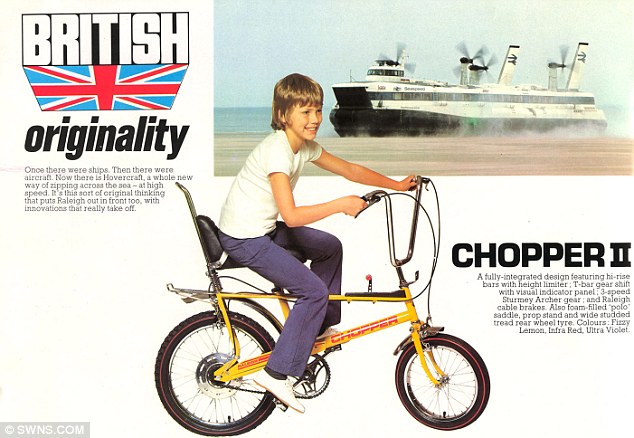 BRITISH
originality
Once there were ships. Then there were
aircraft. Now there is Hovercraft, a whole new
way of zipping across the sea – at high
speed. It's this sort of original thinking
that puts Raleigh out in front too, with
innovations that really take off.
CHOPPER II
A fully-integrated design featuring hi-rise
bars with height limiter; T-bar gear shift
with visual indicator panel; 3-speed
Sturmey Archer gear; and Raleigh
cable brakes. Also foam-filled 'polo'
saddle, prop stand and wide studded
tread rear wheel tyre. Colours: Fizzy
Lemon, Infra Red, Ultra Violet.
CHOPPER
© SWNS.COM